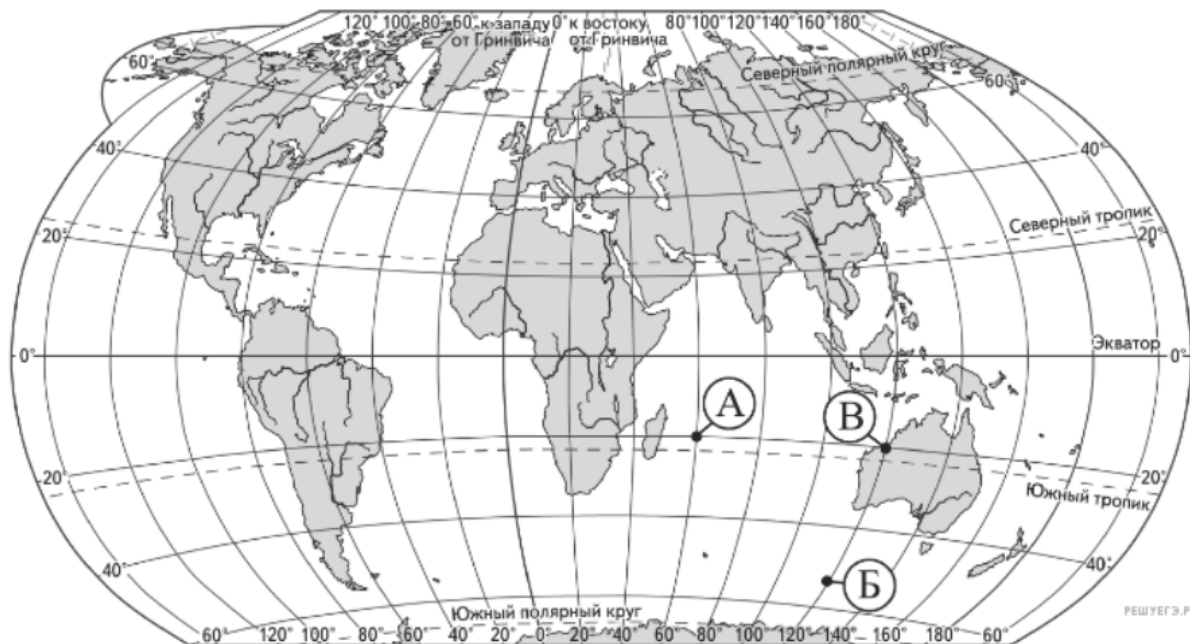 120° 100°-80° -60° к западу 0° к востоку 80°100°120°140°160°180°
от Гринвича от Гринвича
60°
Северный полярный круг
60°
40°
40°
Северный тропик
20°
20°
Экватор
0°
0°
А
В
20°
20°
Южный тропик
40°
40°
Б
Южный полярный круг
РЕШУЕГЭ.Р
60° 80° 100° 120° 100° 80° 60° 40° 20° 0° 20° 40° 60° 80° 100° 120° 140° 160° 180° 160° 60°